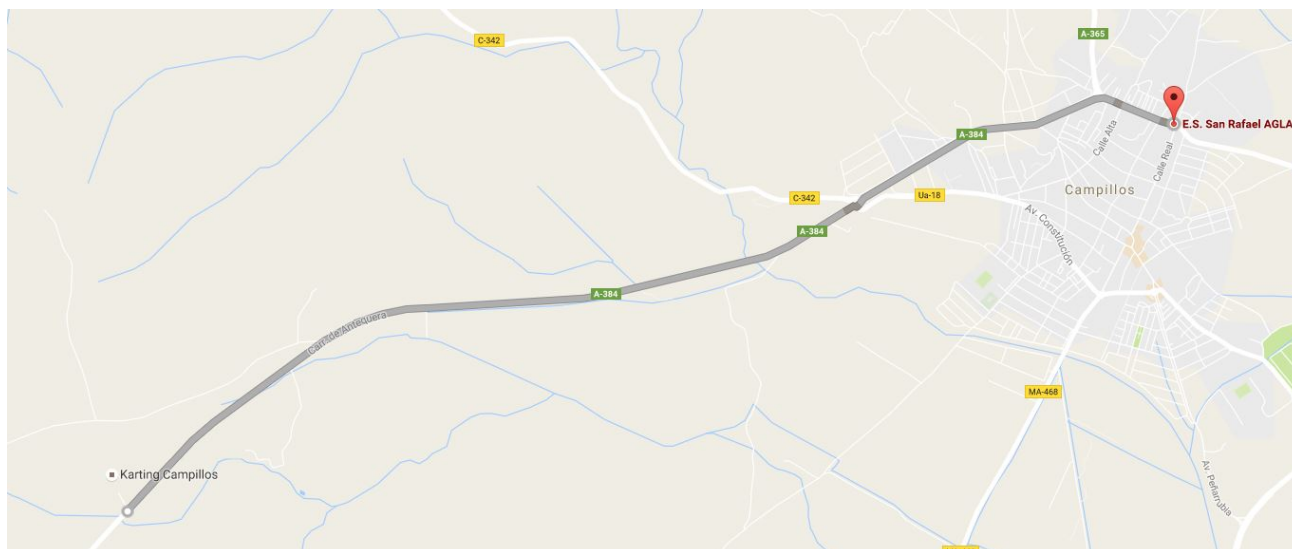 C-342
A-365
E.S. San Rafael AGLA
A-384
Calle Alta
Calle Real
Campillos
C-342
Ua-18
A-384
Av. Constitución
A-384
Carr. de Antequera
MA-468
Karting Campillos
Av. Peñarrubia